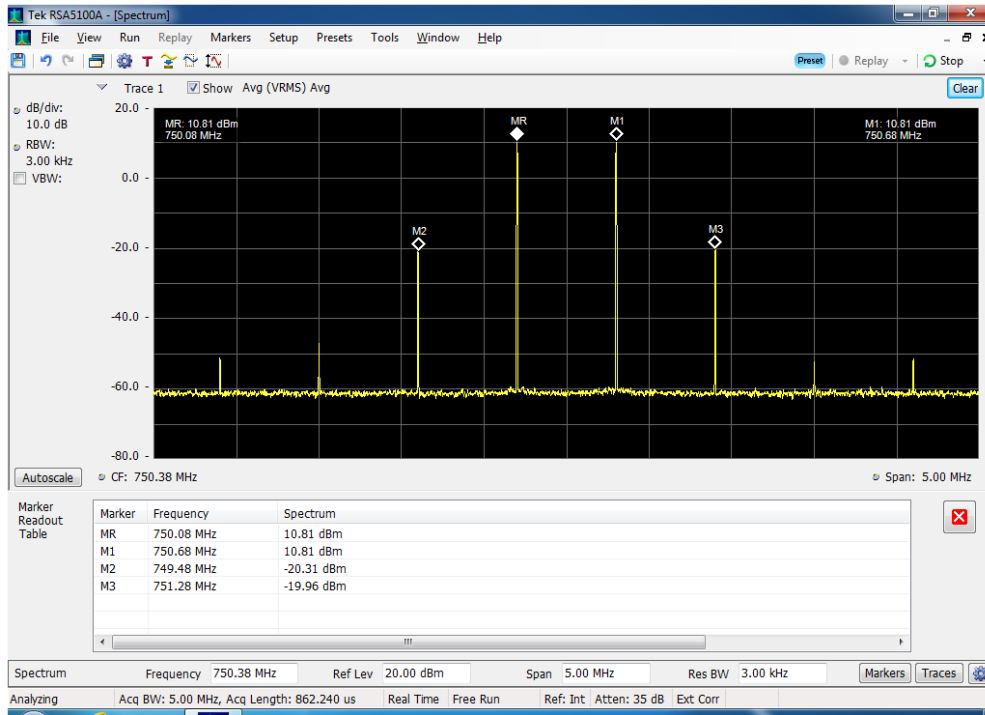 Tek RSA5100A - [Spectrum]
File View Run Replay Markers Setup Presets Tools Window Help
T Preset Replay Stop
Trace 1 Show Avg (VRMS) Avg Clear
dB/div:
10.0 dB
RBW:
3.00 kHz
VBW:
20.0 -
0.0 -
-20.0 -
-40.0 -
-60.0 -
-80.0 -
MR: 10.81 dBm
750.08 MHz
MR
M1
M1: 10.81 dBm
750.68 MHz
M2
M3
Autoscale CF: 750.38 MHz Span: 5.00 MHz
Marker
Readout
Table
Marker Frequency Spectrum
MR 750.08 MHz 10.81 dBm
M1 750.68 MHz 10.81 dBm
M2 749.48 MHz -20.31 dBm
M3 751.28 MHz -19.96 dBm
Spectrum Frequency 750.38 MHz Ref Lev 20.00 dBm Span 5.00 MHz Res BW 3.00 kHz Markers Traces
Analyzing Acq BW: 5.00 MHz, Acq Length: 862.240 us Real Time Free Run Ref: Int Atten: 35 dB Ext Corr